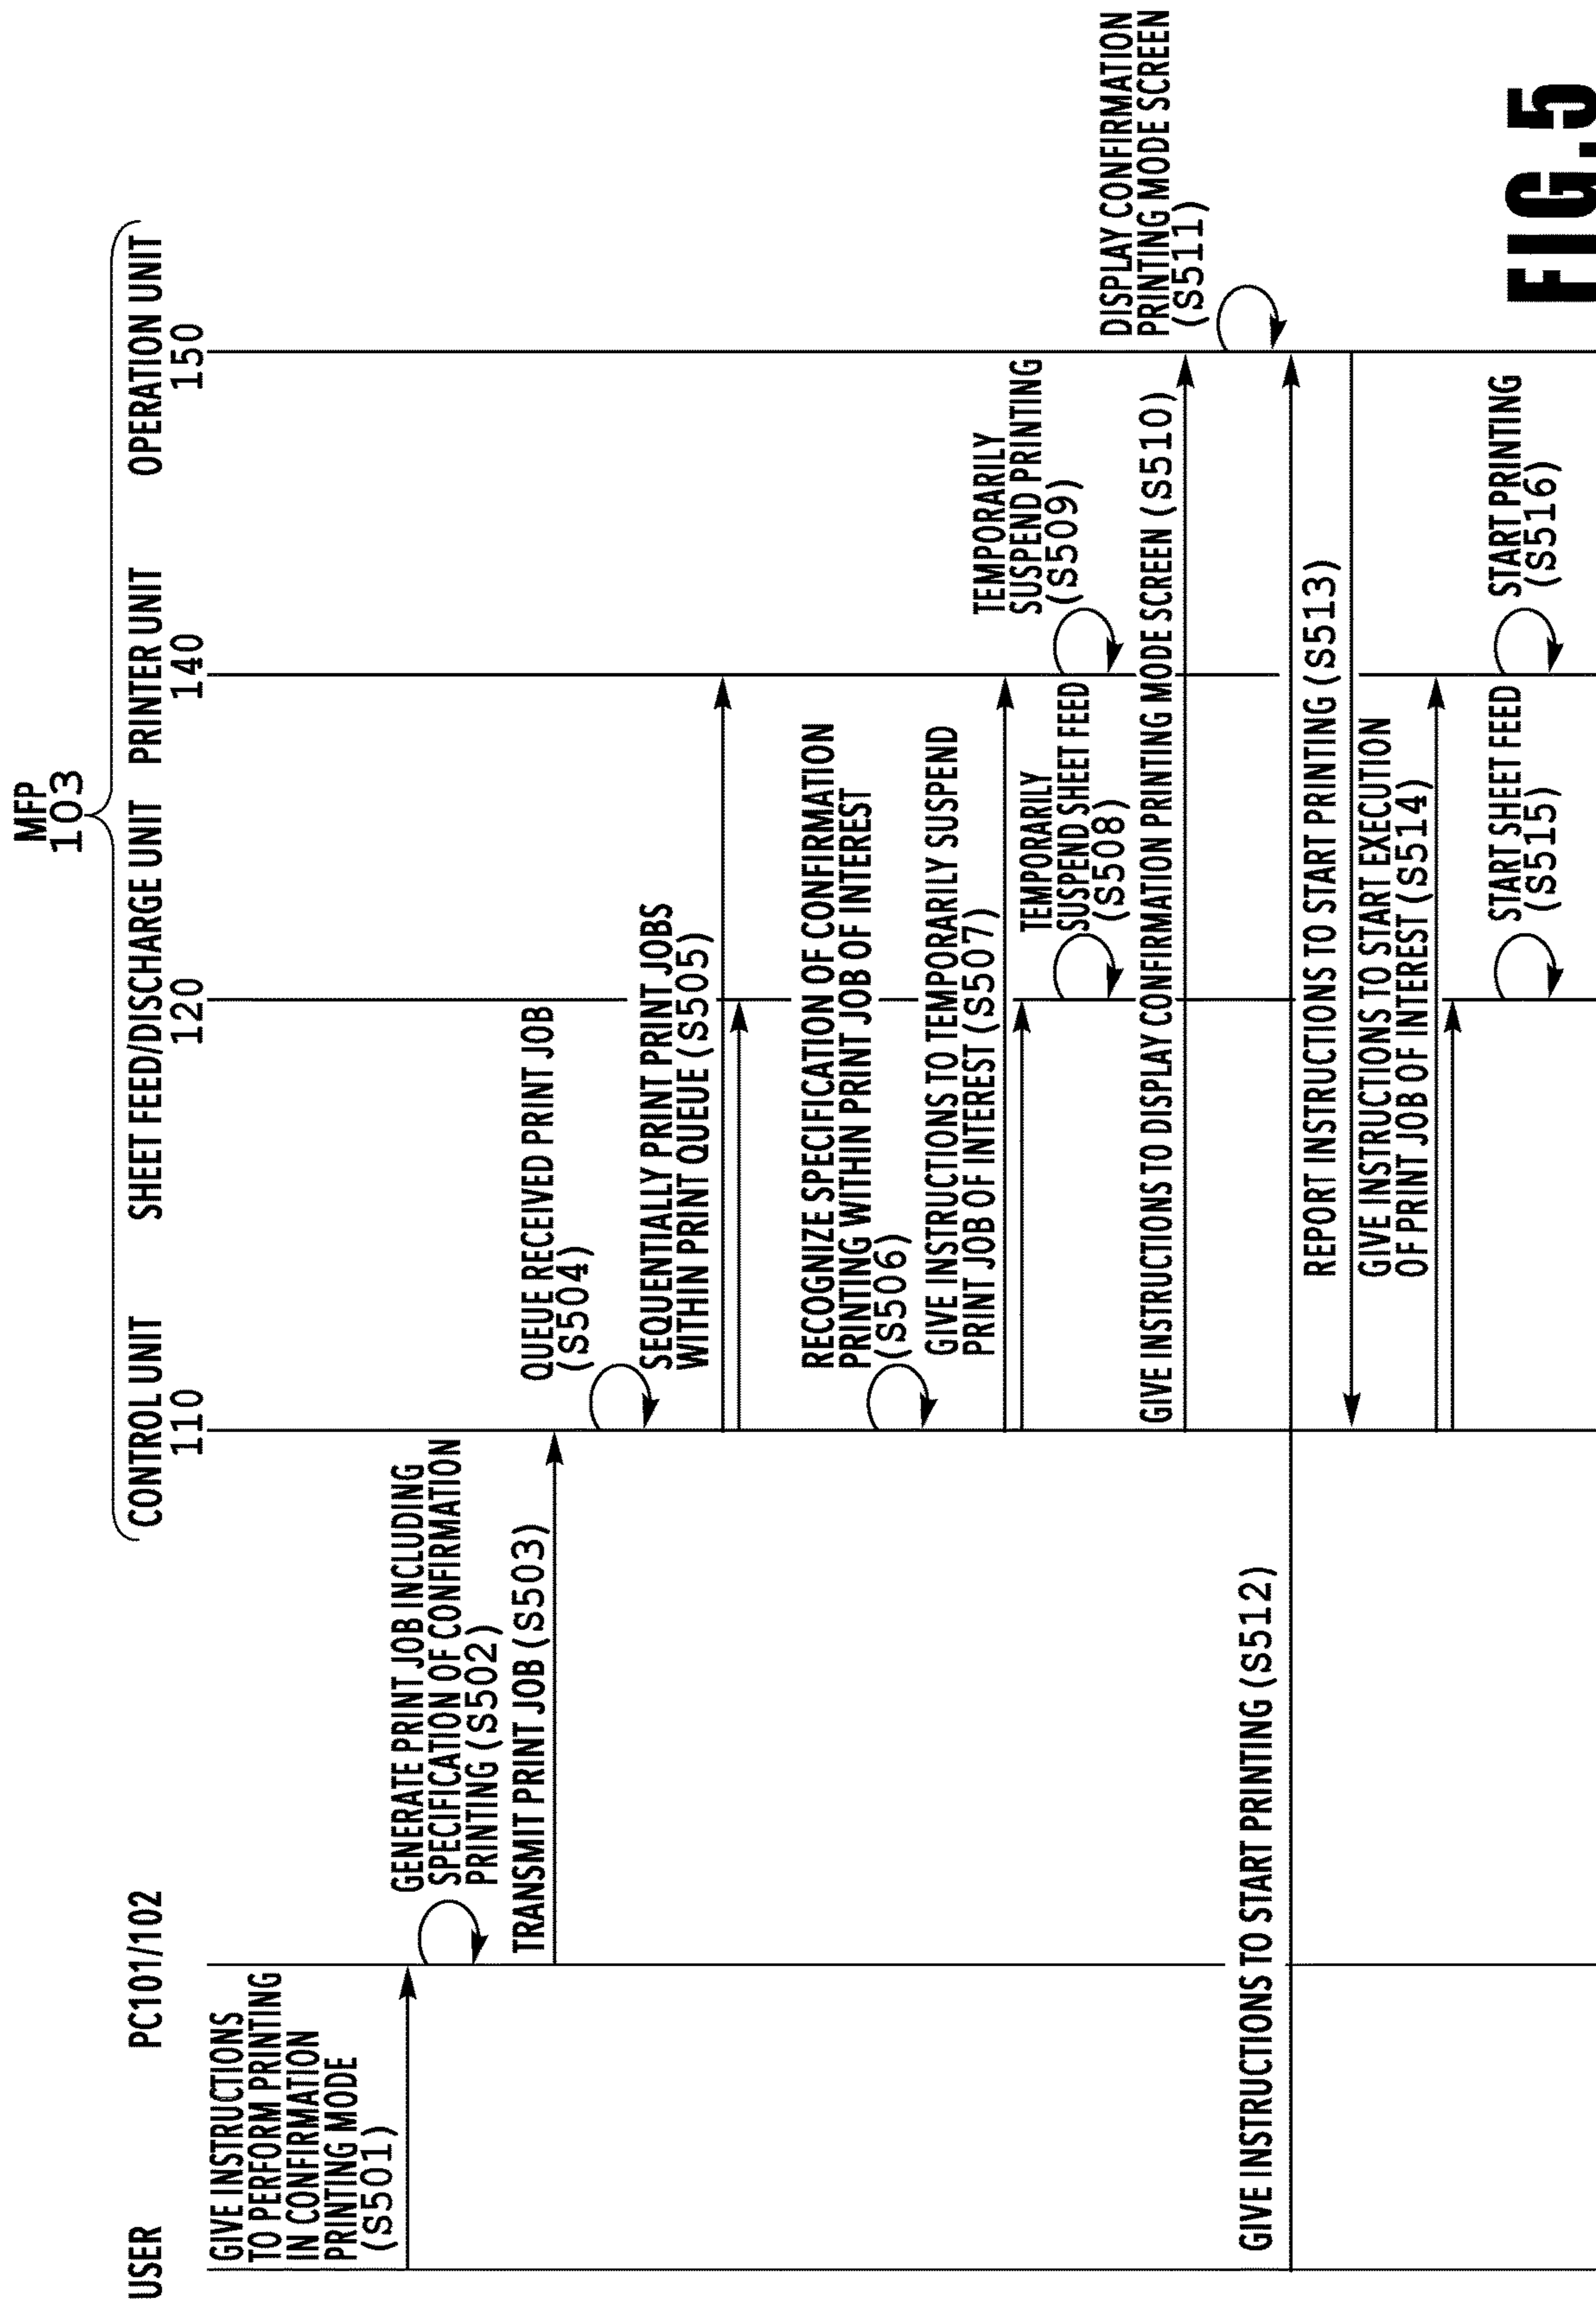 MFP
103
USER
PC101/102
CONTROL UNIT
110
SHEET FEED/DISCHARGE UNIT
120
PRINTER UNIT
140
OPERATION UNIT
150
GIVE INSTRUCTIONS
TO PERFORM PRINTING
IN CONFIRMATION
PRINTING MODE
(S501)
GENERATE PRINT JOB INCLUDING
SPECIFICATION OF CONFIRMATION
PRINTING (S502)
TRANSMIT PRINT JOB (S503)
QUEUE RECEIVED PRINT JOB
(S504)
SEQUENTIALLY PRINT PRINT JOBS
WITHIN PRINT QUEUE (S505)
RECOGNIZE SPECIFICATION OF CONFIRMATION
PRINTING WITHIN PRINT JOB OF INTEREST
(S506)
GIVE INSTRUCTIONS TO TEMPORARILY SUSPEND
PRINT JOB OF INTEREST (S507)
TEMPORARILY
SUSPEND SHEET FEED
(S508)
TEMPORARILY
SUSPEND PRINTING
(S509)
GIVE INSTRUCTIONS TO DISPLAY CONFIRMATION PRINTING MODE SCREEN (S510)
DISPLAY CONFIRMATION
PRINTING MODE SCREEN
(S511)
GIVE INSTRUCTIONS TO START PRINTING (S512)
REPORT INSTRUCTIONS TO START PRINTING (S513)
GIVE INSTRUCTIONS TO START EXECUTION
OF PRINT JOB OF INTEREST (S514)
START SHEET FEED
(S515)
START PRINTING
(S516)
FIG.5